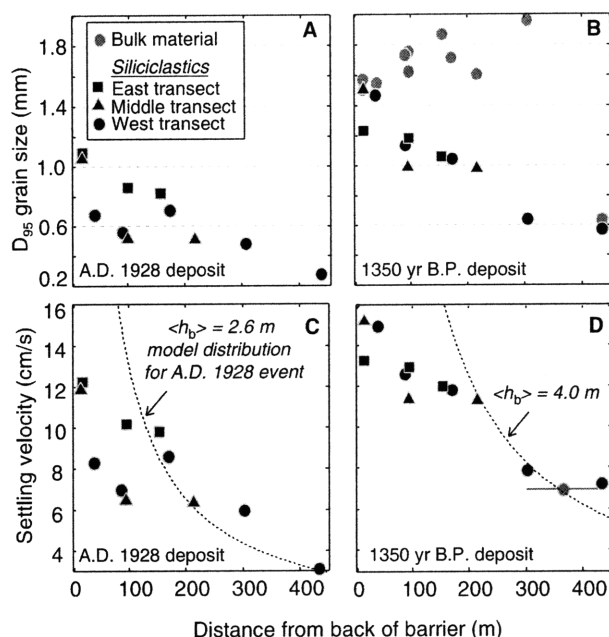 A
B
Bulk material
Siliciclastics
East transect
Middle transect
West transect
D95 grain size (mm)
1.8
1.4
1.0
0.6
0.2
A.D. 1928 deposit
1350 yr B.P. deposit
16
14
12
10
8
6
4
Settling velocity (cm/s)
C
<hb> = 2.6 m
model distribution
for A.D. 1928 event
A.D. 1928 deposit
D
<hb> = 4.0 m
1350 yr B.P. deposit
0 100 200 300 400
0 100 200 300 400
Distance from back of barrier (m)